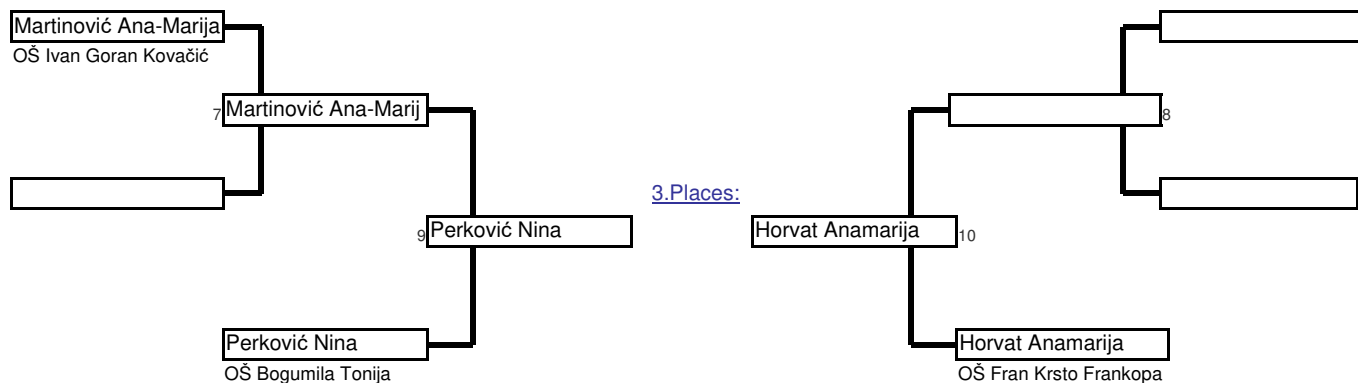 Martinović Ana-Marija
OŠ Ivan Goran Kovačić
7 Martinović Ana-Marij
8
3.Places:
9 Perković Nina
Horvat Anamarija 10
Perković Nina
OŠ Bogumila Tonija
Horvat Anamarija
OŠ Fran Krsto Frankopa